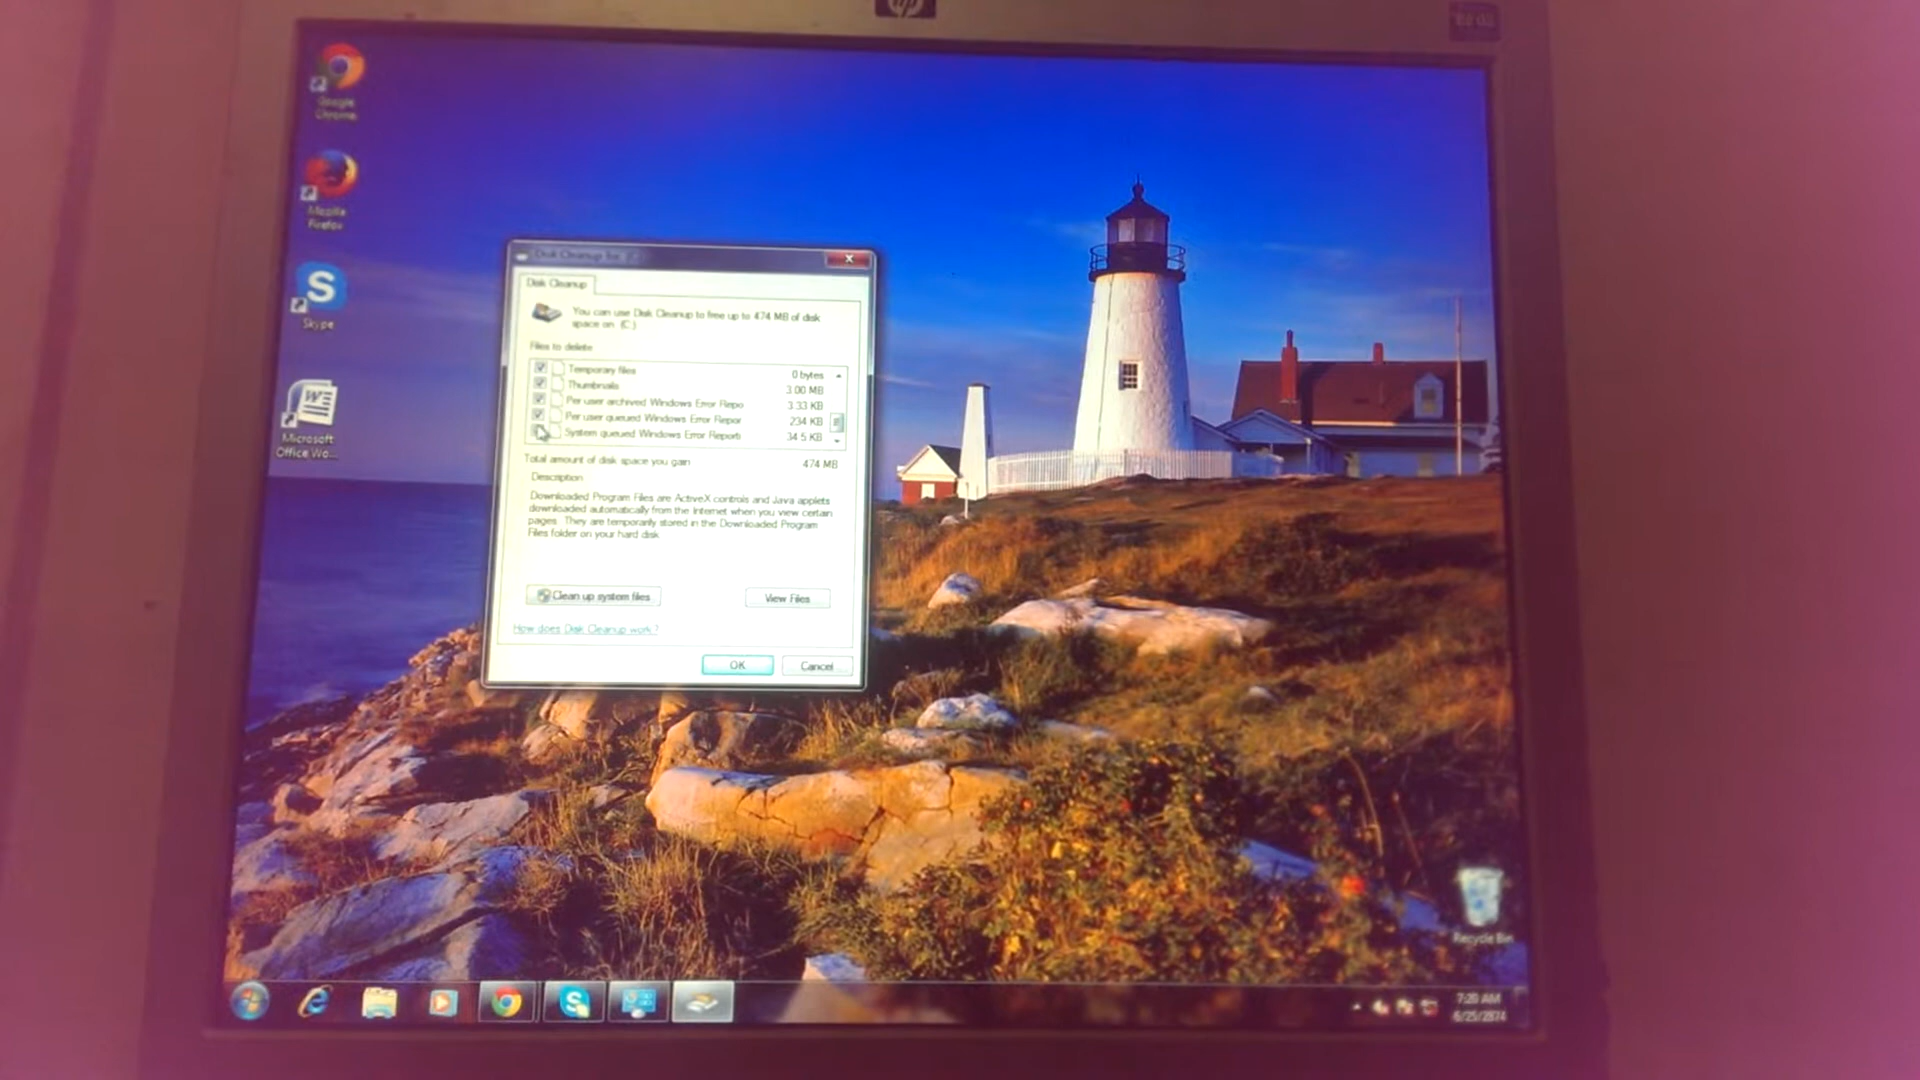 hp
Google
Chrome
Mozilla
Firefox
Skype
Microsoft
Office Wo...
Disk Cleanup for (C:)
Disk Cleanup
You can use Disk Cleanup to free up to 474 MB of disk
space on (C:)
Files to delete
Temporary files 0 bytes
Thumbnails 3.00 MB
Per user archived Windows Error Repo 3.33 KB
Per user queued Windows Error Repor 234 KB
System queued Windows Error Reporti 34.5 KB
Total amount of disk space you gain 474 MB
Description
Downloaded Program Files are ActiveX controls and Java applets
downloaded automatically from the Internet when you view certain
pages. They are temporarily stored in the Downloaded Program
Files folder on your hard disk
Clean up system files
View Files
How does Disk Cleanup work?
OK
Cancel
Recycle Bin
7:20 AM
6/25/2874